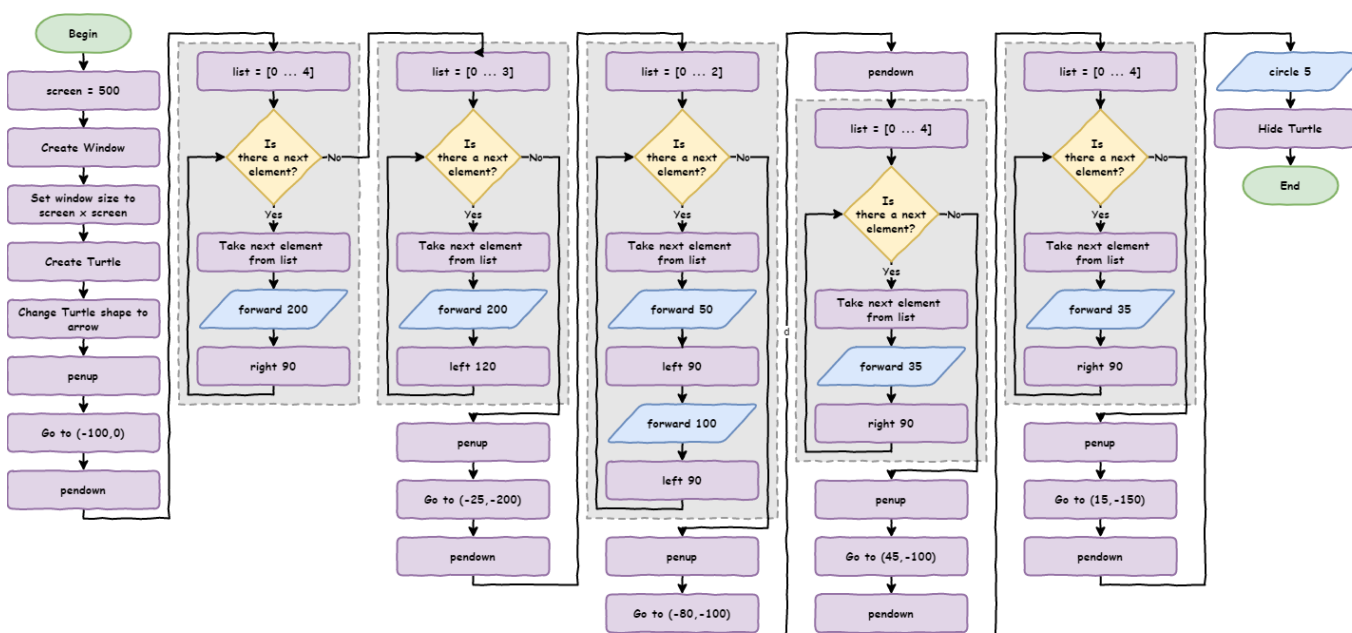 Begin
screen = 500
Create Window
Set window size to
screen x screen
Create Turtle
Change Turtle shape to
arrow
penup
Go to (-100,0)
pendown
list = [0 ... 4]
Is
there a next
element?
No
Yes
Take next element
from list
forward 200
right 90
list = [0 ... 3]
Is
there a next
element?
No
Yes
Take next element
from list
forward 200
left 120
penup
Go to (-25,-200)
pendown
list = [0 ... 2]
Is
there a next
element?
No
Yes
Take next element
from list
forward 50
left 90
forward 100
left 90
penup
Go to (-80,-100)
d
pendown
list = [0 ... 4]
Is
there a next
element?
No
Yes
Take next element
from list
forward 35
right 90
penup
Go to (45,-100)
pendown
list = [0 ... 4]
Is
there a next
element?
No
Yes
Take next element
from list
forward 35
right 90
penup
Go to (15,-150)
pendown
circle 5
Hide Turtle
End